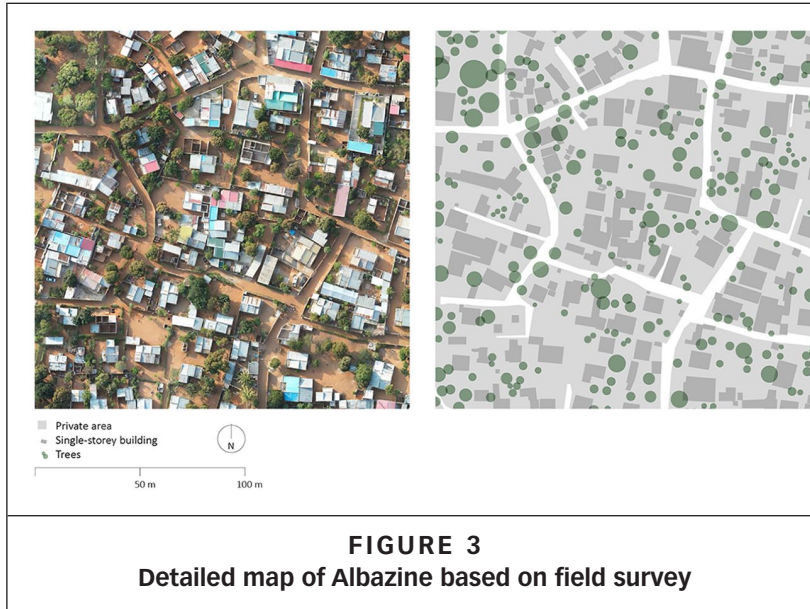 Private area
Single-storey building
Trees
N
50 m
100 m
FIGURE 3
Detailed map of Albazine based on field survey